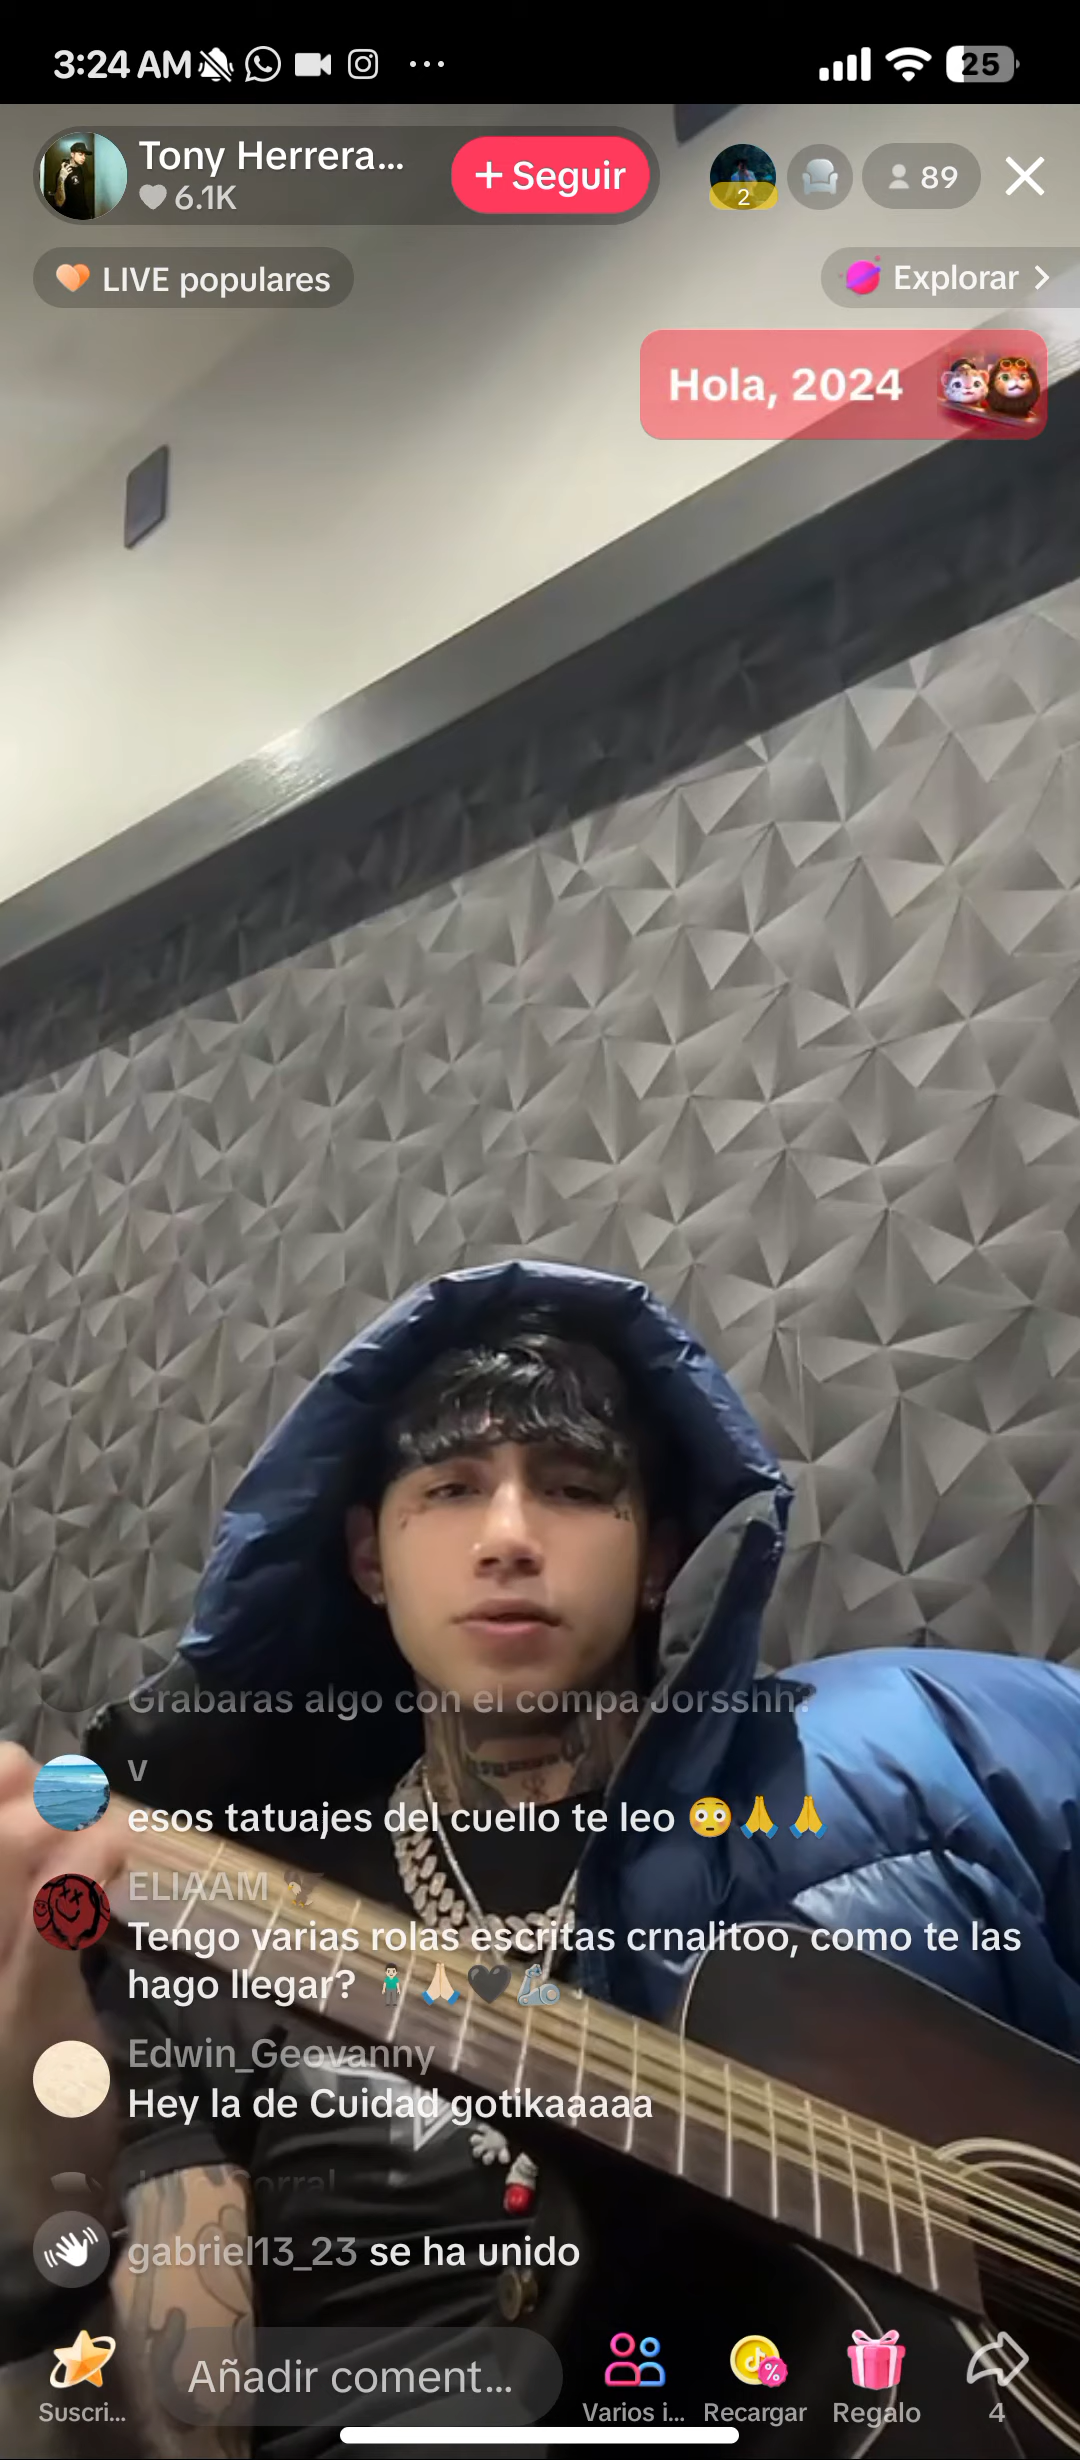 3:24 AM
25
Tony Herrera...
6.1K
+ Seguir
2
89
LIVE populares
Explorar
Hola, 2024
Grabaras algo con el compa Jorsshh?
v
esos tatuajes del cuello te leo 😳🙏🙏
ELIAAM 🕊️
Tengo varias rolas escritas crnalitoo, como te las
hago llegar? 🧍🏻‍♂️🙏🏻🖤🦾
Edwin_Geovanny
Hey la de Cuidad gotikaaaaa
Corral
gabriel13_23 se ha unido
Suscri...
Añadir coment...
Varios i...
Recargar
Regalo
4